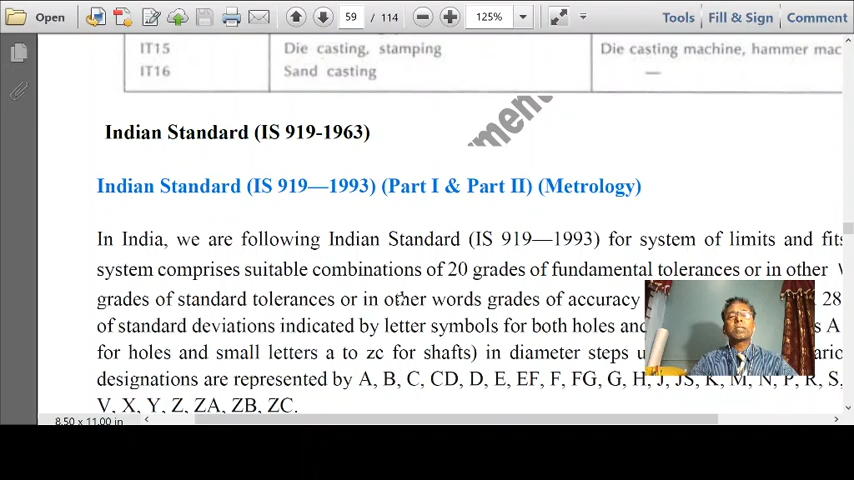 Open 59 / 114 125% Tools Fill & Sign Comment
IT15 Die casting, stamping Die casting machine, hammer mac
IT16 Sand casting —
ment
Indian Standard (IS 919-1963)
Indian Standard (IS 919—1993) (Part I & Part II) (Metrology)
In India, we are following Indian Standard (IS 919—1993) for system of limits and fits
system comprises suitable combinations of 20 grades of fundamental tolerances or in other
grades of standard tolerances or in other words grades of accuracy 28
of standard deviations indicated by letter symbols for both holes and A
for holes and small letters a to zc for shafts) in diameter steps
designations are represented by A, B, C, CD, D, E, EF, F, FG, G, H, J, JS, K, M, N, P, R, S,
V, X, Y, Z, ZA, ZB, ZC.
8.50 x 11.00 in